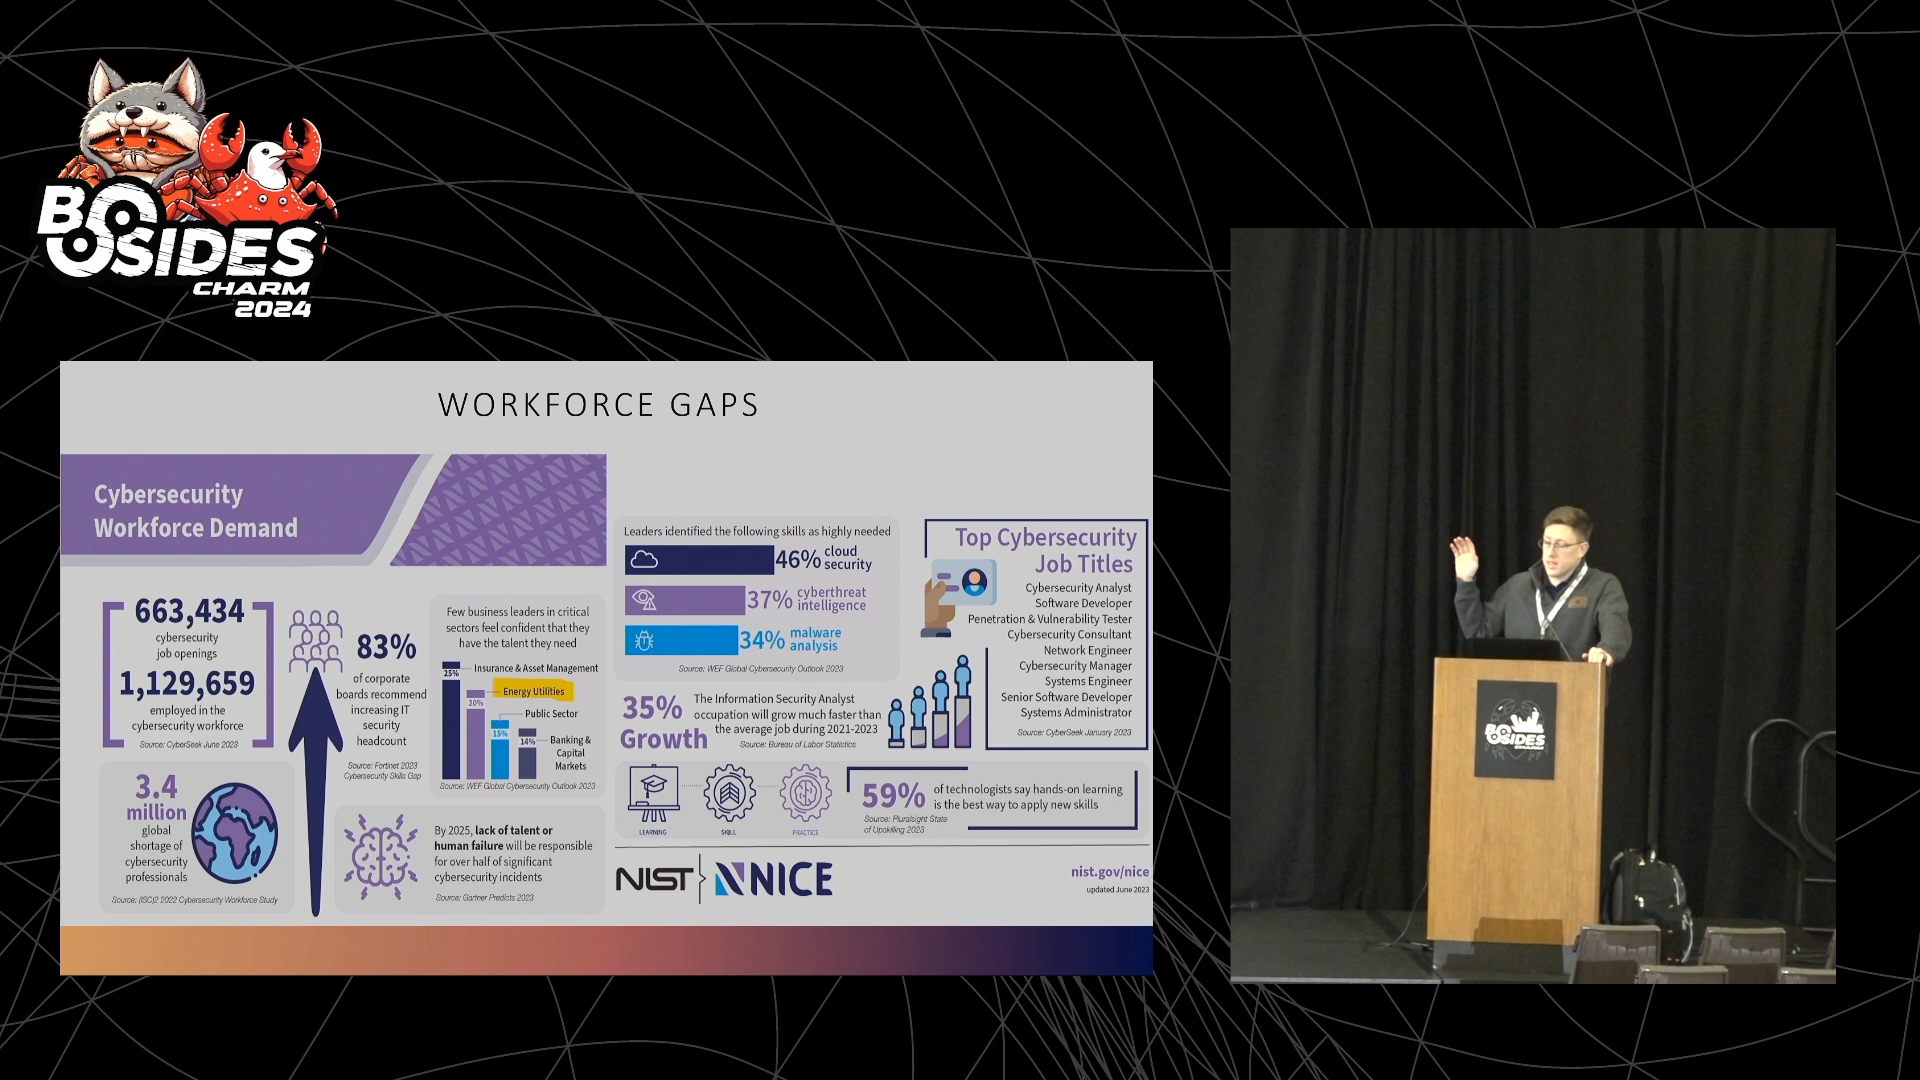 BSIDES
CHARM
2024
WORKFORCE GAPS
Cybersecurity
Workforce Demand
663,434
cybersecurity
job openings
1,129,659
employed in the
cybersecurity workforce
Source: CyberSeek June 2023
3.4
million
global
shortage of
cybersecurity
professionals
Source: (ISC)2 2022 Cybersecurity Workforce Study
83%
of corporate
boards recommend
increasing IT
security
headcount
Source: Fortinet 2023
Cybersecurity Skills Gap
Few business leaders in critical
sectors feel confident that they
have the talent they need
25%
Insurance & Asset Management
20%
Energy Utilities
15%
Public Sector
14%
Banking &
Capital
Markets
Source: WEF Global Cybersecurity Outlook 2023
By 2025, lack of talent or
human failure will be responsible
for over half of significant
cybersecurity incidents
Source: Gartner Predicts 2023
Leaders identified the following skills as highly needed
46% cloud
security
37% cyberthreat
intelligence
34% malware
analysis
Source: WEF Global Cybersecurity Outlook 2023
35%
Growth
The Information Security Analyst
occupation will grow much faster than
the average job during 2021-2023
Source: Bureau of Labor Statistics
Top Cybersecurity
Job Titles
Cybersecurity Analyst
Software Developer
Penetration & Vulnerability Tester
Cybersecurity Consultant
Network Engineer
Cybersecurity Manager
Systems Engineer
Senior Software Developer
Systems Administrator
Source: CyberSeek January 2023
LEARNING
SKILL
PRACTICE
59%
of technologists say hands-on learning
is the best way to apply new skills
Source: Pluralsight State
of Upskilling 2023
NIST
NICE
nist.gov/nice
updated June 2023
BSIDES
CHARM